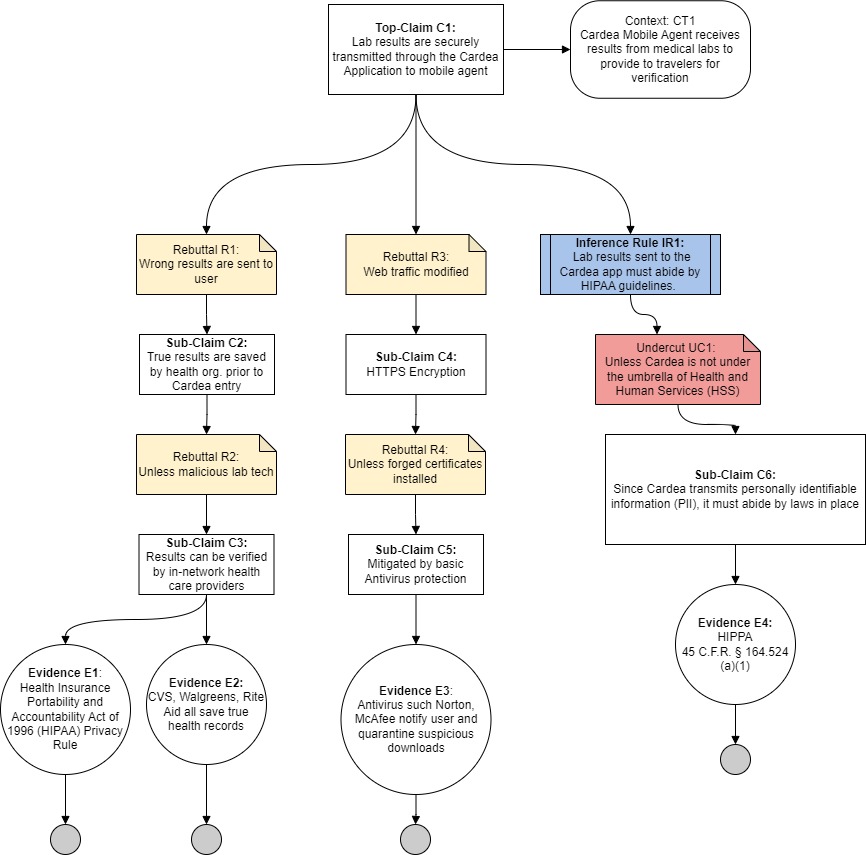 Top-Claim C1:
Lab results are securely
transmitted through the Cardea
Application to mobile agent
Context: CT1
Cardea Mobile Agent receives
results from medical labs to
provide to travelers for
verification
Rebuttal R1:
Wrong results are sent to
user
Rebuttal R3:
Web traffic modified
Inference Rule IR1:
Lab results sent to the
Cardea app must abide by
HIPAA guidelines.
Sub-Claim C2:
True results are saved
by health org. prior to
Cardea entry
Sub-Claim C4:
HTTPS Encryption
Undercut UC1:
Unless Cardea is not under
the umbrella of Health and
Human Services (HSS)
Rebuttal R2:
Unless malicious lab tech
Rebuttal R4:
Unless forged certificates
installed
Sub-Claim C6:
Since Cardea transmits personally identifiable
information (PII), it must abide by laws in place
Sub-Claim C3:
Results can be verified
by in-network health
care providers
Sub-Claim C5:
Mitigated by basic
Antivirus protection
Evidence E1:
Health Insurance
Portability and
Accountability Act of
1996 (HIPAA) Privacy
Rule
Evidence E2:
CVS, Walgreens, Rite
Aid all save true
health records
Evidence E3:
Antivirus such Norton,
McAfee notify user and
quarantine suspicious
downloads
Evidence E4:
HIPPA
45 C.F.R. § 164.524
(a)(1)